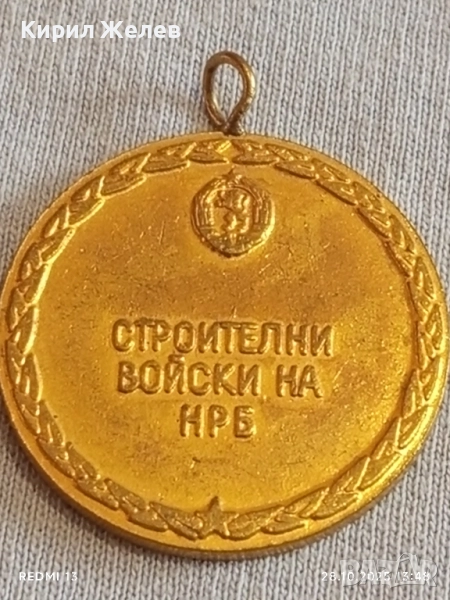 Кирил Желев
СТРОИТЕЛНИ
ВОЙСКИ НА
НРБ
REDMI 13